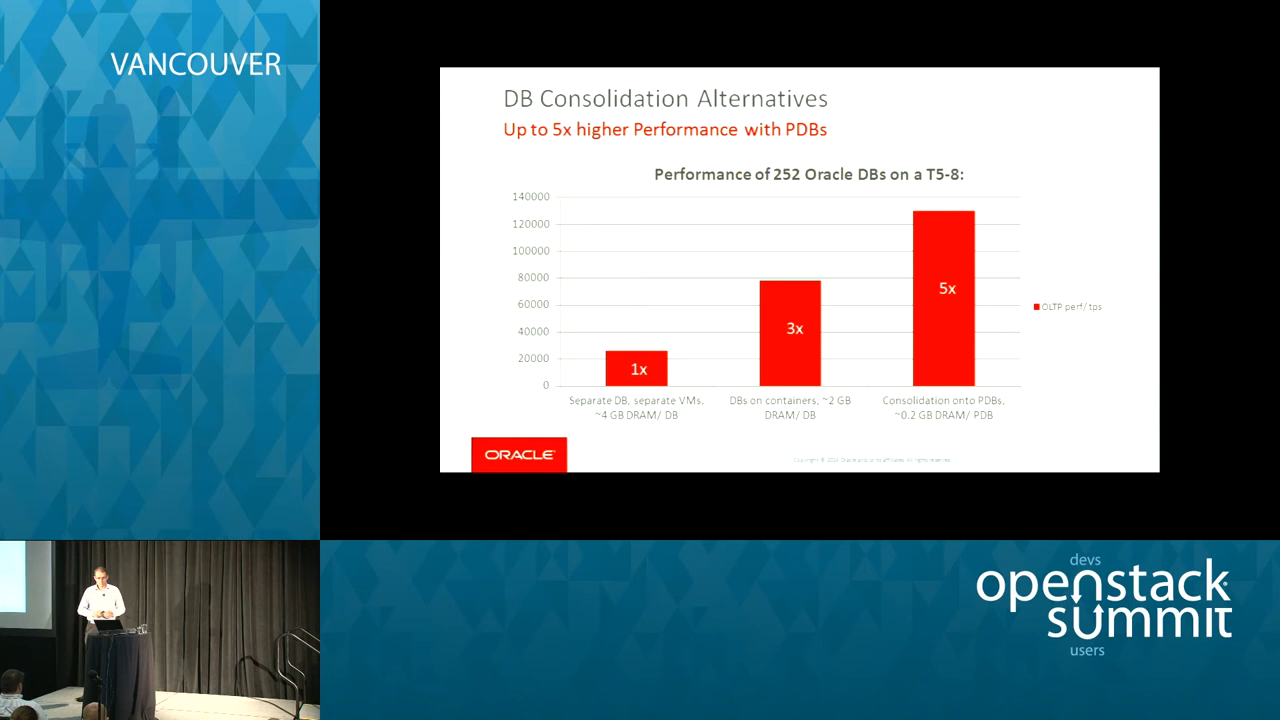 VANCOUVER
DB Consolidation Alternatives
Up to 5x higher Performance with PDBs
Performance of 252 Oracle DBs on a T5-8:
140000
120000
100000
80000
60000
40000
20000
0
1x
3x
5x
OLTP perf/ tps
Separate DB, separate VMs,
~4 GB DRAM/ DB
DBs on containers, ~2 GB
DRAM/ DB
Consolidation onto PDBs,
~0.2 GB DRAM/ PDB
ORACLE
devs
openstack
summit
users